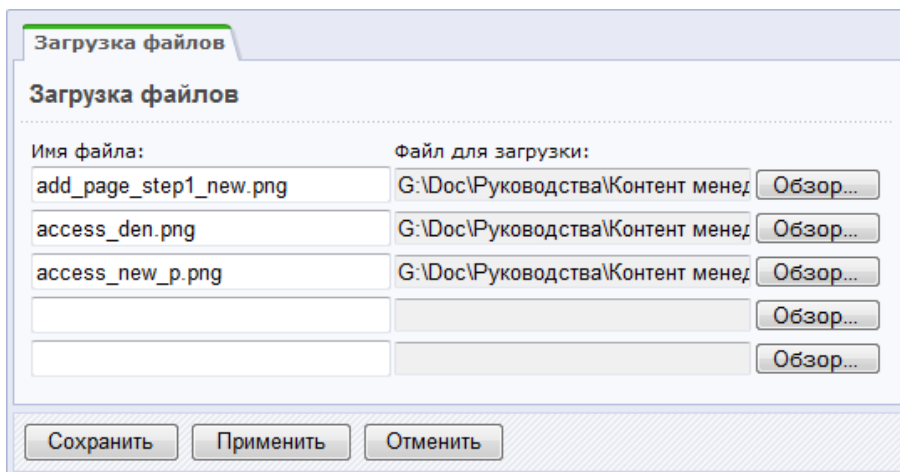 Загрузка файлов
Загрузка файлов
Имя файла: Файл для загрузки:
add_page_step1_new.png G:\Doc\Руководства\Контент менед Обзор...
access_den.png G:\Doc\Руководства\Контент менед Обзор...
access_new_p.png G:\Doc\Руководства\Контент менед Обзор...
Обзор...
Обзор...
Сохранить Применить Отменить